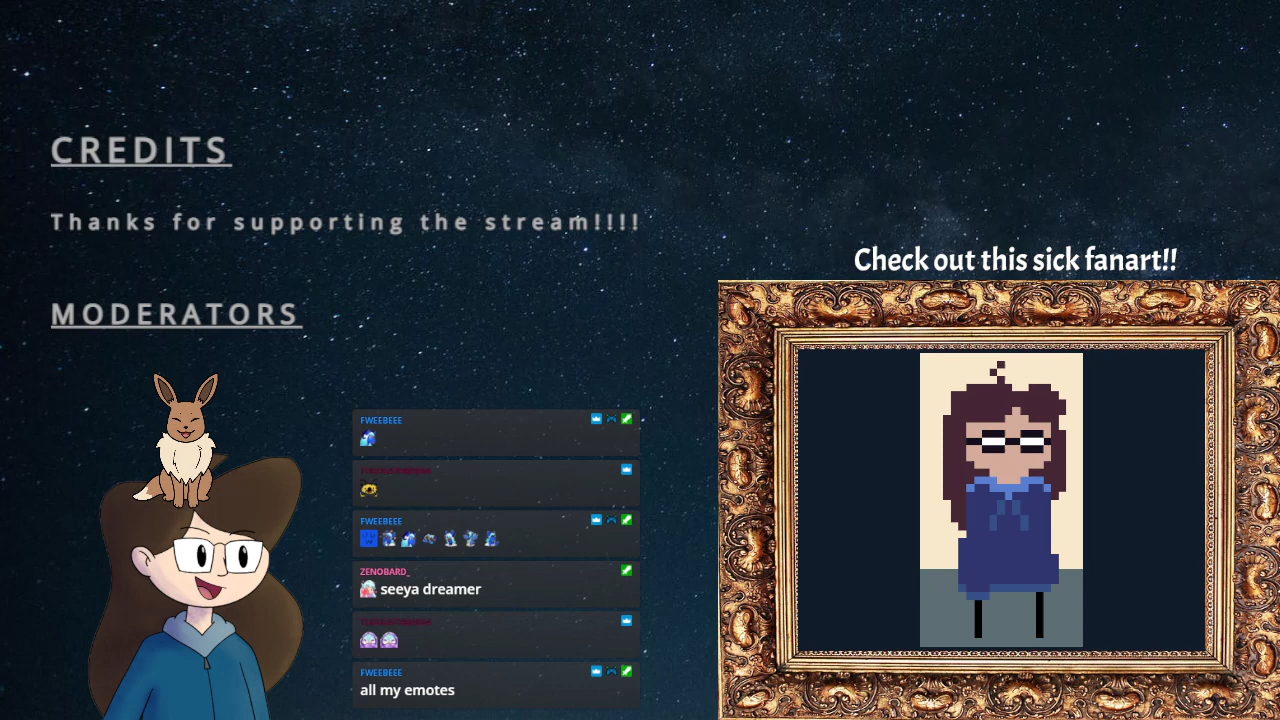 CREDITS
Thanks for supporting the stream!!!!
Check out this sick fanart!!
MODERATORS
FWEEBEEE
FWEEBEEE
ZENOBARD_
seeya dreamer
FWEEBEEE
all my emotes